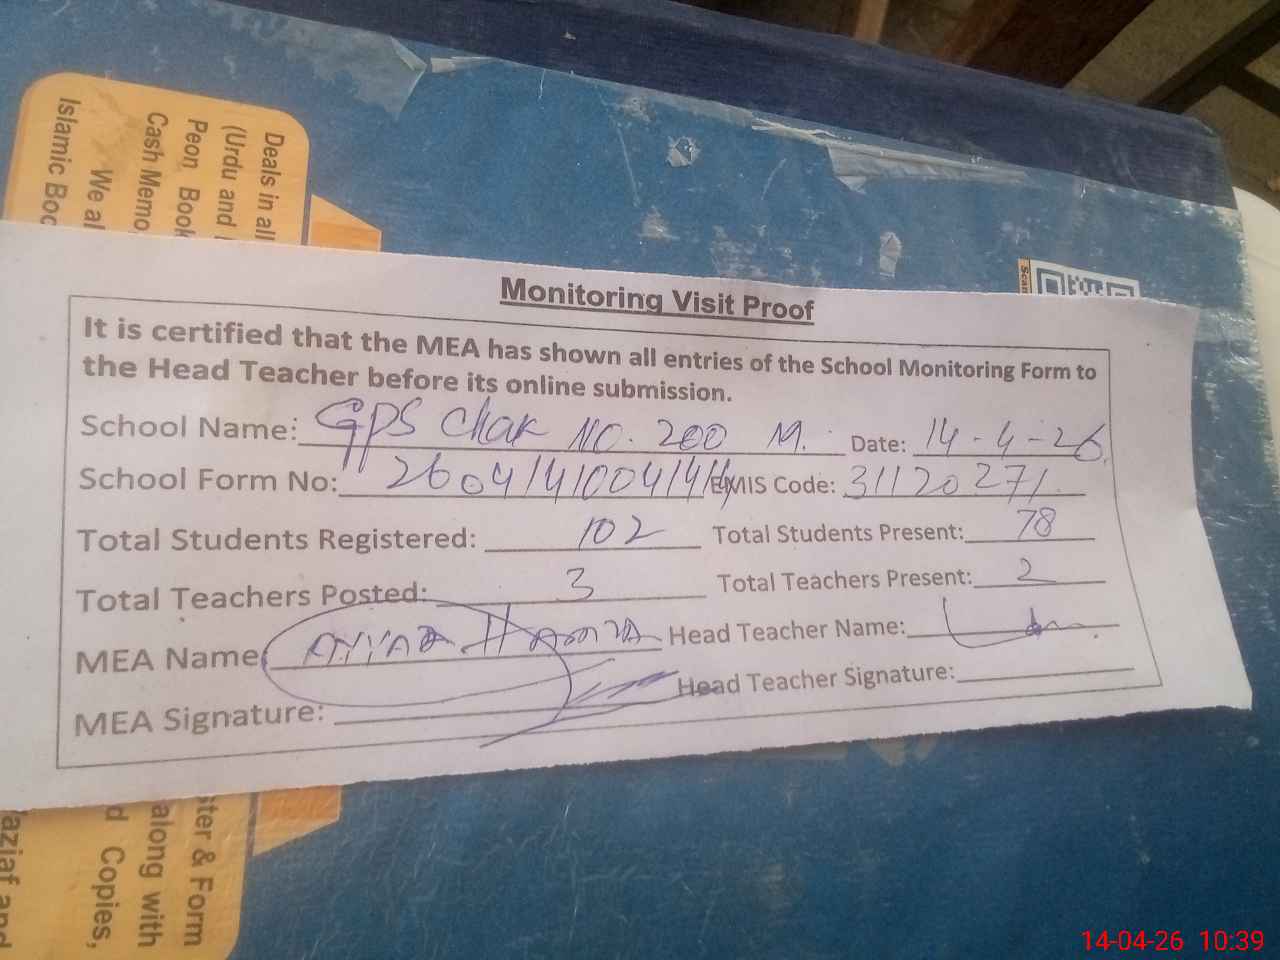 Deals in all
(Urdu and
Peon Book
Cash Memo
We al
Islamic Boo
Scan
Monitoring Visit Proof
It is certified that the MEA has shown all entries of the School Monitoring Form to
the Head Teacher before its online submission.
School Name: GPS Chak No. 200 M. Date: 14-4-26
School Form No: EMIS Code: 31120271
Total Students Registered: 102 Total Students Present: 78
Total Teachers Posted: 3 Total Teachers Present: 2
MEA Name: Hamza Head Teacher Name:
MEA Signature: Head Teacher Signature:
ster & Form
along with
d Copies,
14-04-26 10:39